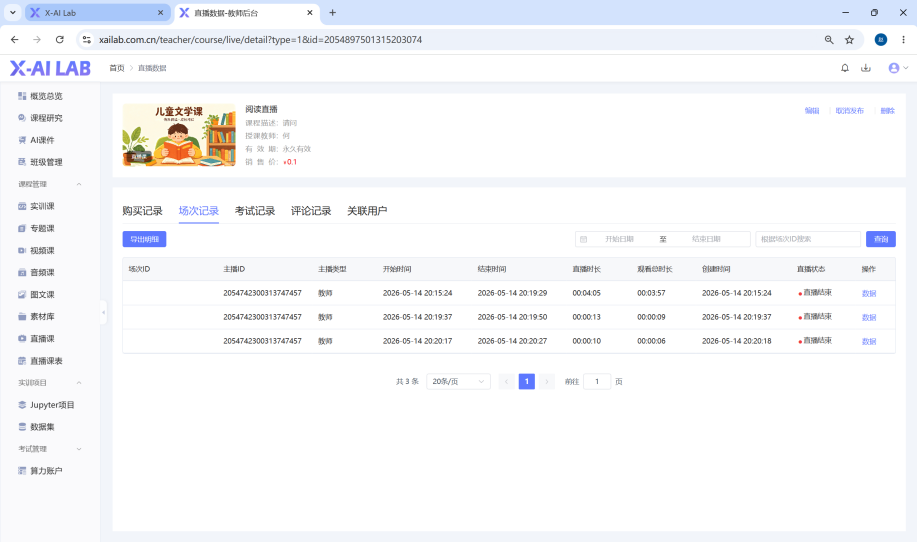 X-AI Lab
直播数据-教师后台
xailab.com.cn/teacher/course/live/detail?type=1&id=2054897501315203074
X-AI LAB
首页 > 直播数据
概览总览
课程研究
AI课件
班级管理
课程管理
实训课
专题课
视频课
音频课
图文课
素材库
直播课
直播课表
实训项目
Jupyter项目
数据集
考试管理
算力账户
儿童文学课
直播课
阅读直播
课程描述：请问
授课教师：何
有 效 期：永久有效
销 售 价：¥0.1
编辑 取消发布 删除
购买记录 场次记录 考试记录 评论记录 关联用户
导出明细 开始日期 至 结束日期 根据场次ID搜索 查询
场次ID 主播ID 主播类型 开始时间 结束时间 直播时长 观看总时长 创建时间 直播状态 操作
2054742300313747457 教师 2026-05-14 20:15:24 2026-05-14 20:19:29 00:04:05 00:03:57 2026-05-14 20:15:24 直播结束 数据
2054742300313747457 教师 2026-05-14 20:19:37 2026-05-14 20:19:50 00:00:13 00:00:09 2026-05-14 20:19:37 直播结束 数据
2054742300313747457 教师 2026-05-14 20:20:17 2026-05-14 20:20:27 00:00:10 00:00:06 2026-05-14 20:20:18 直播结束 数据
共 3 条 20条/页 1 前往 1 页